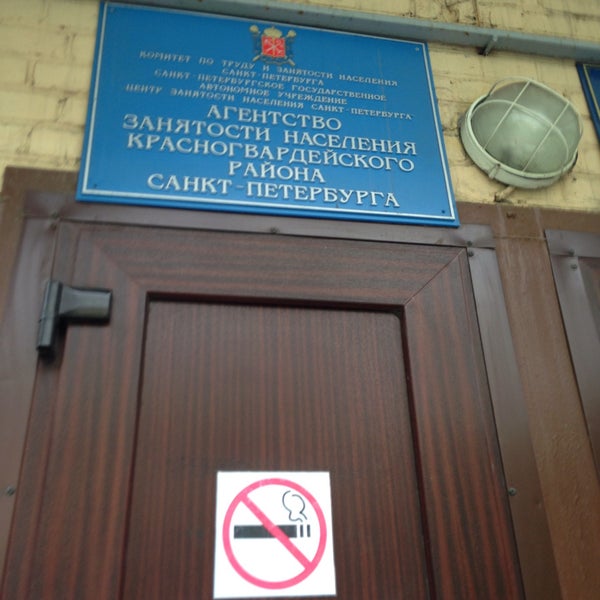 КОМИТЕТ ПО ТРУДУ И ЗАНЯТОСТИ НАСЕЛЕНИЯ
САНКТ-ПЕТЕРБУРГА
САНКТ-ПЕТЕРБУРГСКОЕ ГОСУДАРСТВЕННОЕ
АВТОНОМНОЕ УЧРЕЖДЕНИЕ
ЦЕНТР ЗАНЯТОСТИ НАСЕЛЕНИЯ САНКТ-ПЕТЕРБУРГА
АГЕНТСТВО
ЗАНЯТОСТИ НАСЕЛЕНИЯ
КРАСНОГВАРДЕЙСКОГО
РАЙОНА
САНКТ-ПЕТЕРБУРГА